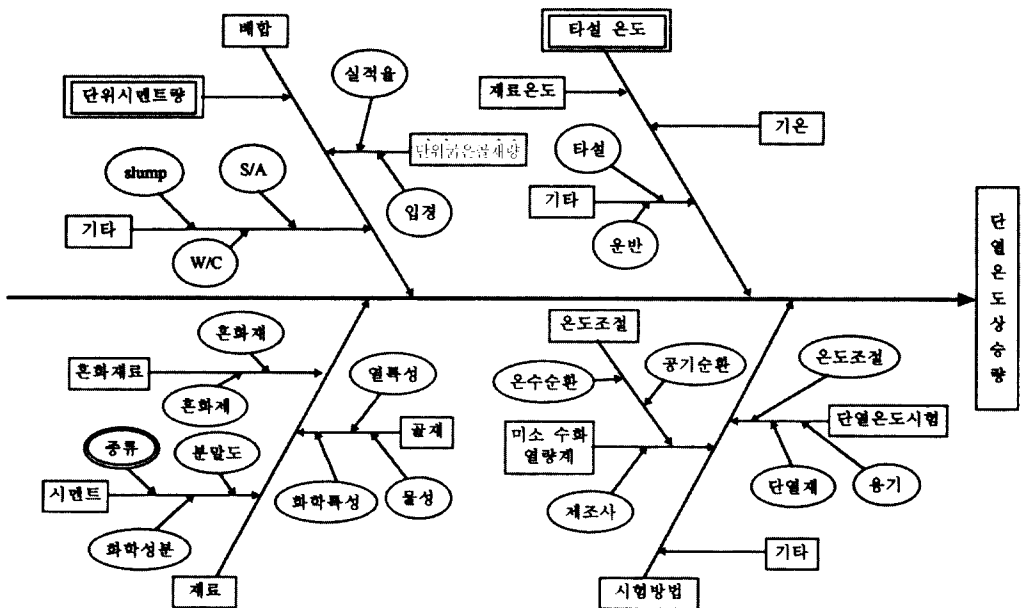 배합
타설 온도
실적율
단위시멘트량
재료온도
기온
단위굵은골재량
타설
slump
S/A
기타
입경
기타
W/C
운반
단열온도상승량
혼화재
온도조절
혼화재료
열특성
공기순환
온도조절
온수순환
혼화제
골재
미소 수화
열량계
단열온도시험
종류
분말도
시멘트
화학특성
물성
단열재
용기
제조사
화학성분
기타
재료
시험방법